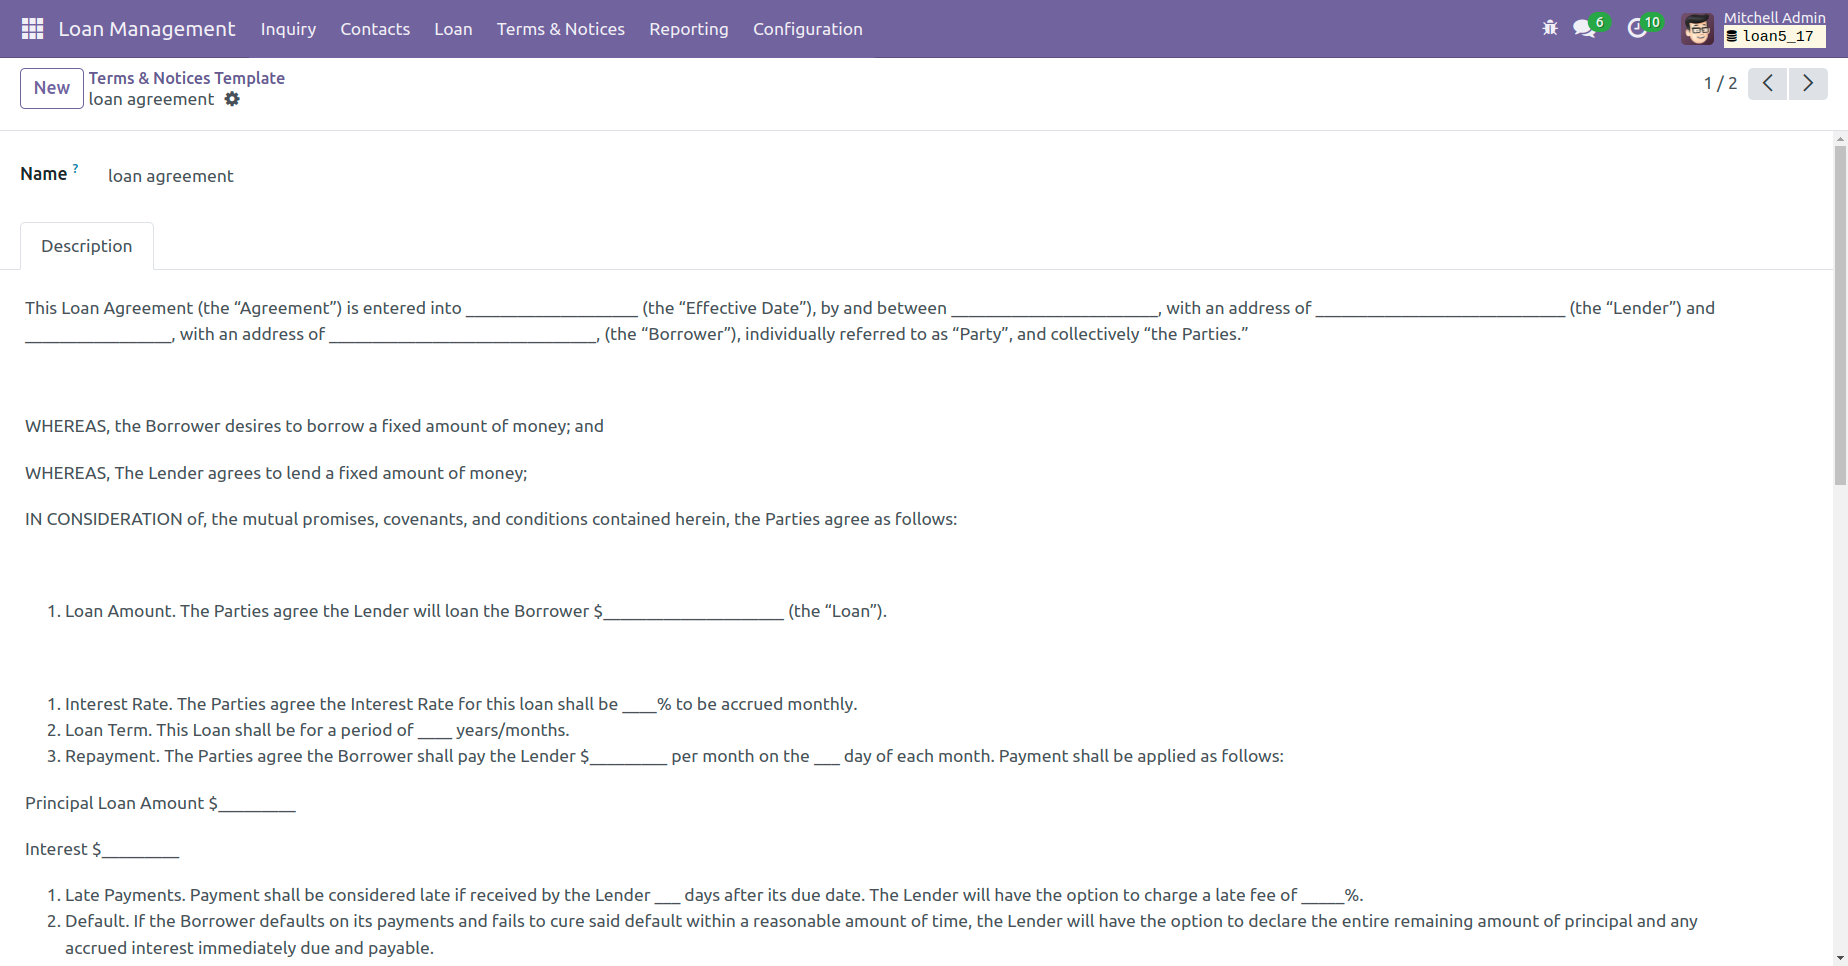 Loan Management Inquiry Contacts Loan Terms & Notices Reporting Configuration 6 10 Mitchell Admin
loan5_17
New Terms & Notices Template 1 / 2
loan agreement
Name ? loan agreement
Description
This Loan Agreement (the “Agreement”) is entered into ____________________ (the “Effective Date”), by and between ________________________, with an address of _____________________________ (the “Lender”) and
_________________, with an address of _______________________________, (the “Borrower”), individually referred to as “Party”, and collectively “the Parties.”
WHEREAS, the Borrower desires to borrow a fixed amount of money; and
WHEREAS, The Lender agrees to lend a fixed amount of money;
IN CONSIDERATION of, the mutual promises, covenants, and conditions contained herein, the Parties agree as follows:
1. Loan Amount. The Parties agree the Lender will loan the Borrower $_____________________ (the “Loan”).
1. Interest Rate. The Parties agree the Interest Rate for this loan shall be ____% to be accrued monthly.
2. Loan Term. This Loan shall be for a period of ____ years/months.
3. Repayment. The Parties agree the Borrower shall pay the Lender $_________ per month on the ___ day of each month. Payment shall be applied as follows:
Principal Loan Amount $_________
Interest $_________
1. Late Payments. Payment shall be considered late if received by the Lender ___ days after its due date. The Lender will have the option to charge a late fee of _____%.
2. Default. If the Borrower defaults on its payments and fails to cure said default within a reasonable amount of time, the Lender will have the option to declare the entire remaining amount of principal and any
accrued interest immediately due and payable.